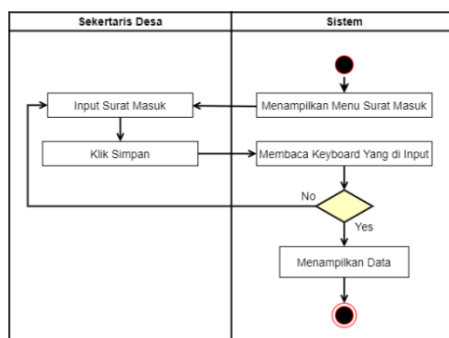 Sekertaris Desa
Sistem
Input Surat Masuk
Menampilkan Menu Surat Masuk
Klik Simpan
Membaca Keyboard Yang di Input
No
Yes
Menampilkan Data